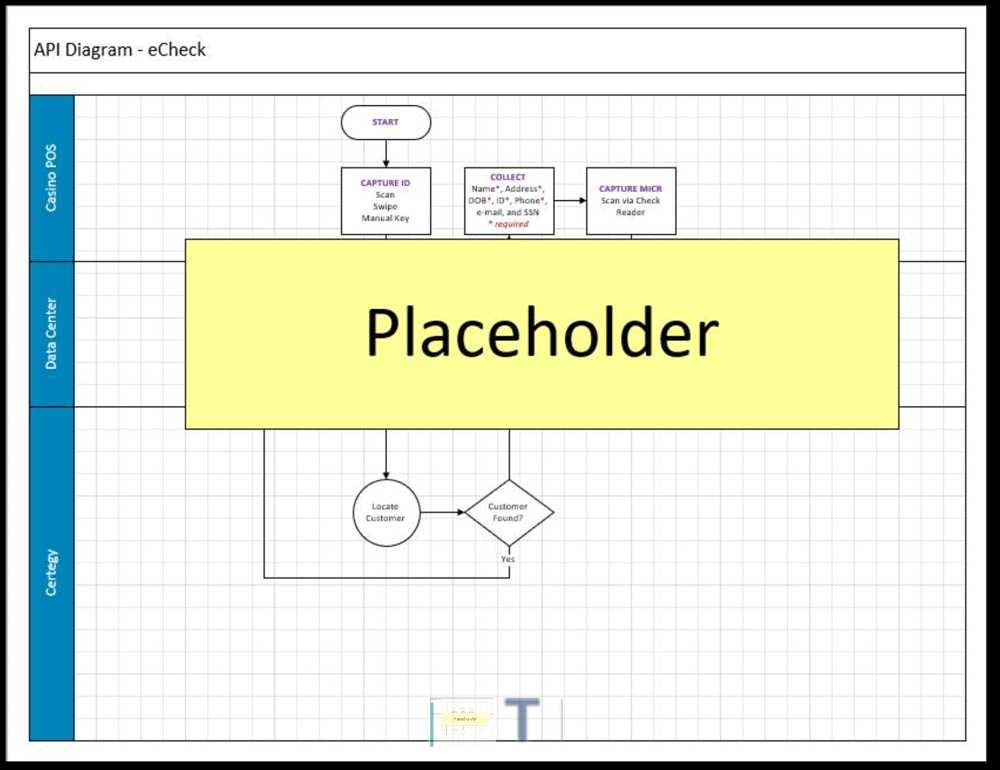 API Diagram - eCheck
Casino POS
START
CAPTURE ID
Scan
Swipe
Manual Key
COLLECT
Name*, Address*,
DOB*, ID*, Phone*,
e-mail, and SSN
* required
CAPTURE MICR
Scan via Check
Reader
Data Center
Placeholder
Certegy
Locate
Customer
Customer
Found?
Yes
T